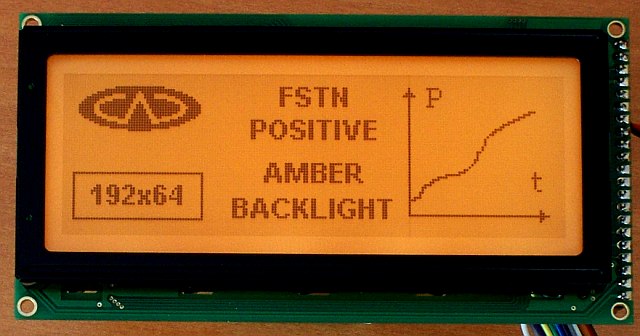 FSTN
POSITIVE
AMBER
BACKLIGHT
192x64
P
t